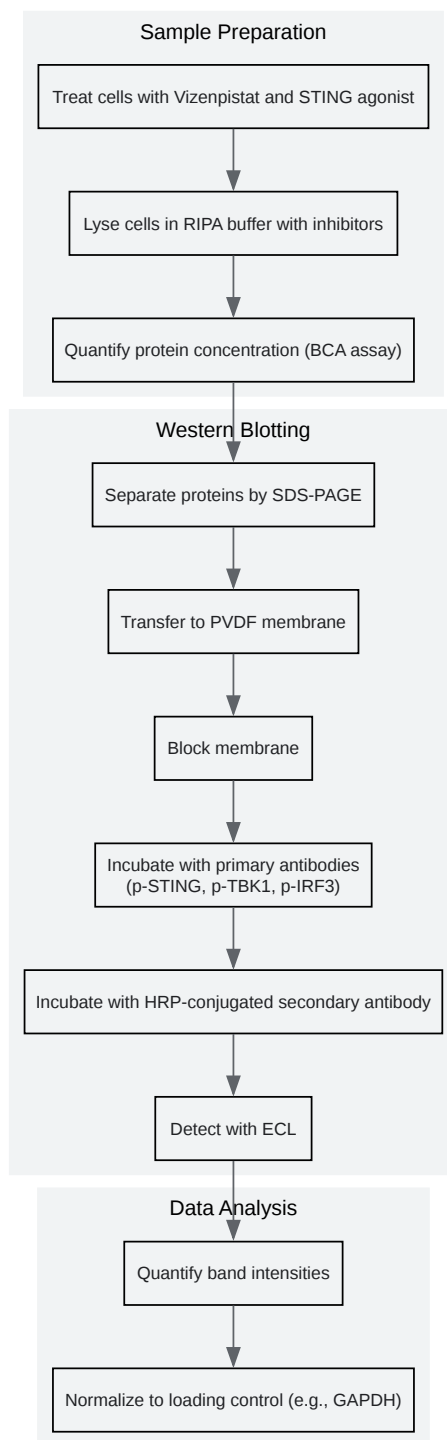 Sample Preparation
Treat cells with Vizenpistat and STING agonist
Lyse cells in RIPA buffer with inhibitors
Quantify protein concentration (BCA assay)
Western Blotting
Separate proteins by SDS-PAGE
Transfer to PVDF membrane
Block membrane
Incubate with primary antibodies
(p-STING, p-TBK1, p-IRF3)
Incubate with HRP-conjugated secondary antibody
Detect with ECL
Data Analysis
Quantify band intensities
Normalize to loading control (e.g., GAPDH)